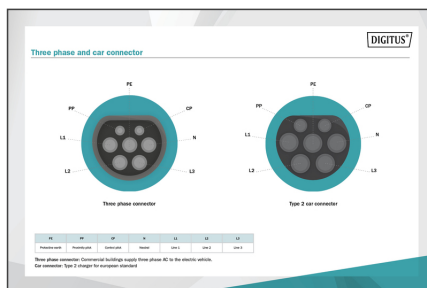 DIGITUS®
Three phase and car connector
PE
PP
CP
L1
N
L2
L3
Three phase connector
PE
PP
CP
L1
N
L2
L3
Type 2 car connector
PE PP CP N L1 L2 L3
Protective earth Proximity pilot Control pilot Neutral Line 1 Line 2 Line 3
Three phase connector: Commercial buildings supply three phase AC to the electric vehicle.
Car connector: Type 2 charger for european standard